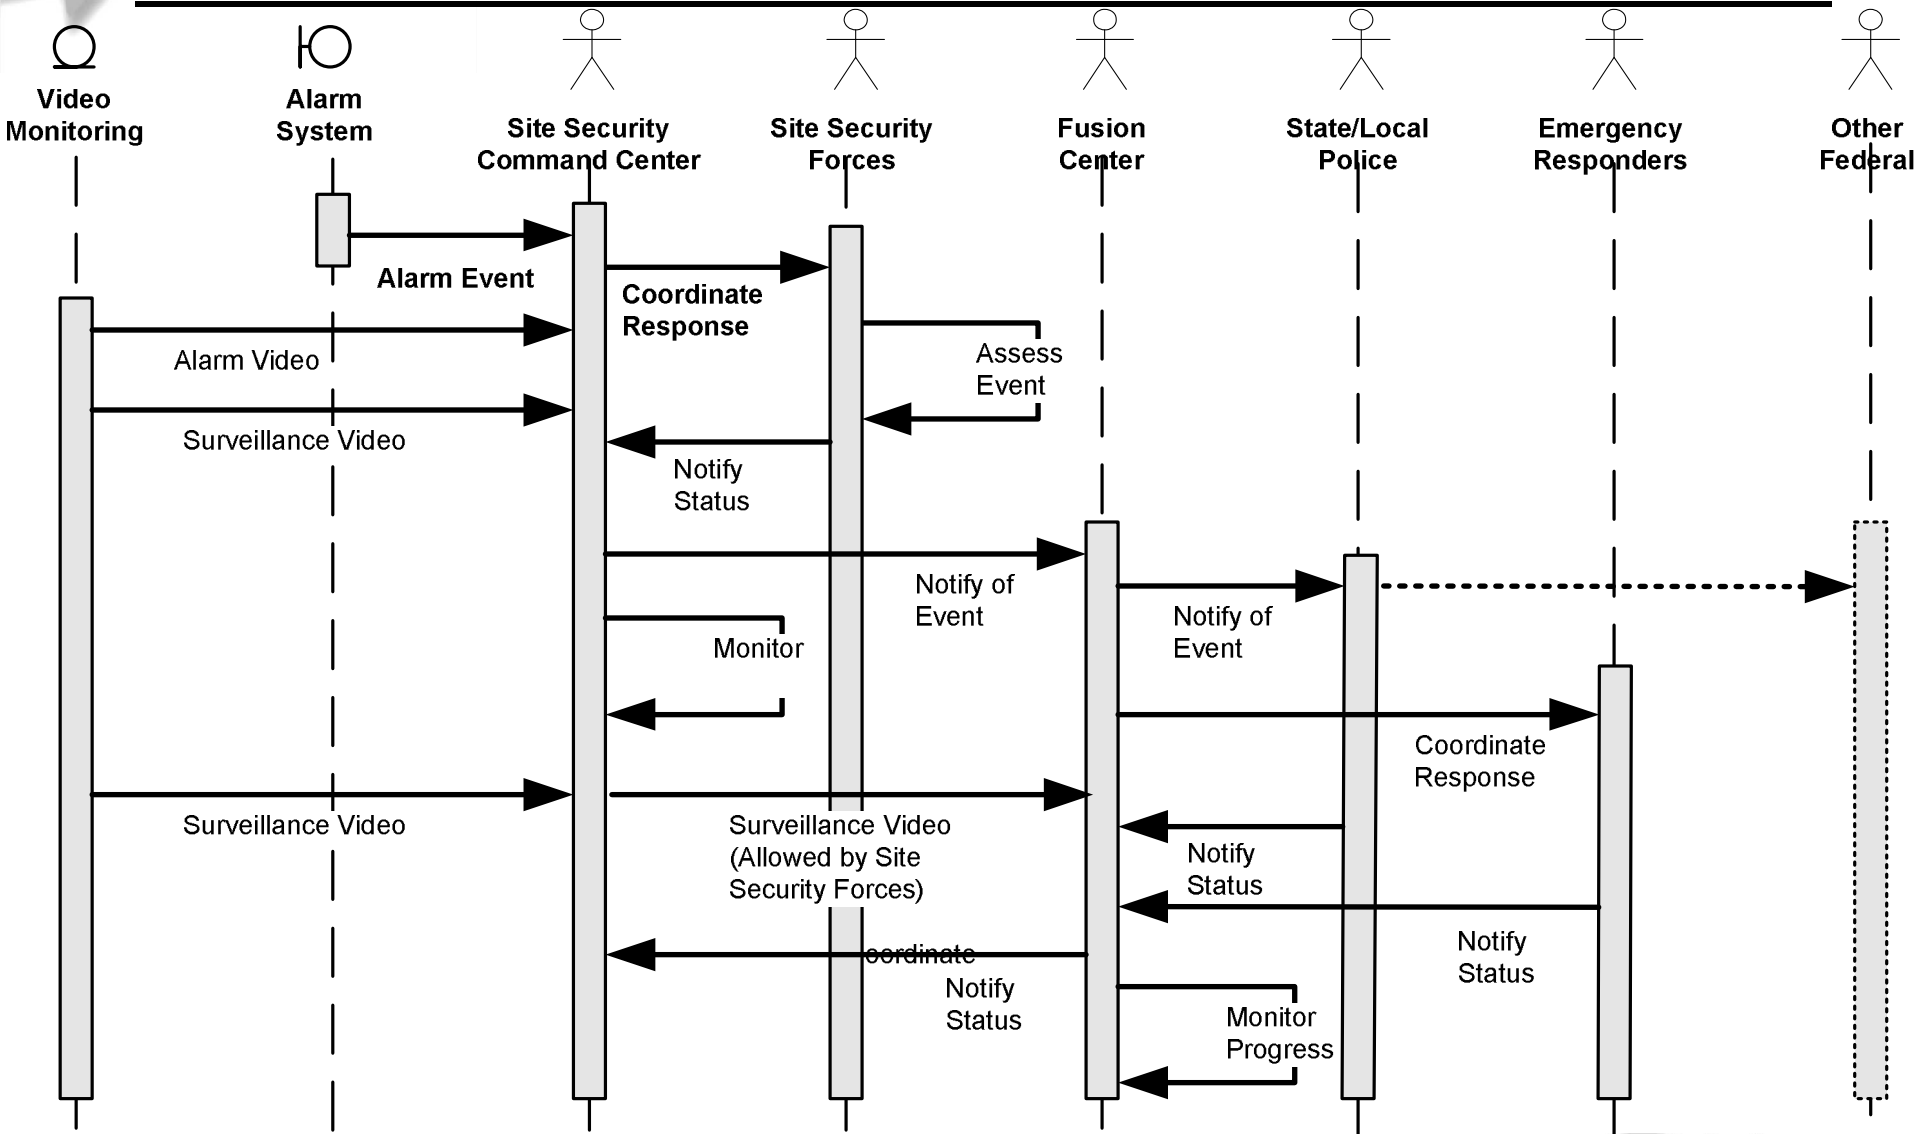 Video
Monitoring
Alarm
System
Site Security
Command Center
Site Security
Forces
Fusion
Center
State/Local
Police
Emergency
Responders
Other
Federal
Alarm Event
Coordinate
Response
Alarm Video
Assess
Event
Surveillance Video
Notify
Status
Notify of
Event
Notify of
Event
Monitor
Coordinate
Response
Surveillance Video
Surveillance Video
(Allowed by Site
Security Forces)
Notify
Status
Notify
Status
oordinate
Notify
Status
Monitor
Progress